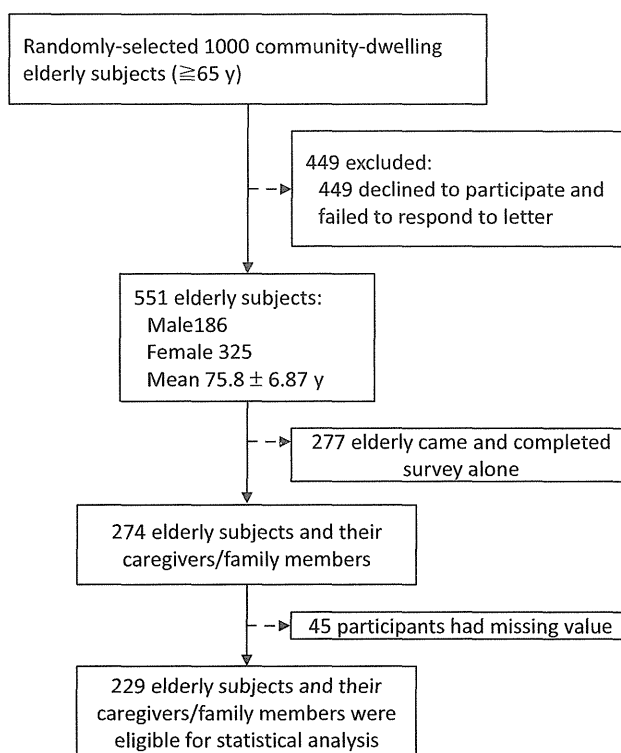 Randomly-selected 1000 community-dwelling
elderly subjects (≧65 y)
449 excluded:
449 declined to participate and
failed to respond to letter
551 elderly subjects:
Male186
Female 325
Mean 75.8 ± 6.87 y
277 elderly came and completed
survey alone
274 elderly subjects and their
caregivers/family members
45 participants had missing value
229 elderly subjects and their
caregivers/family members were
eligible for statistical analysis